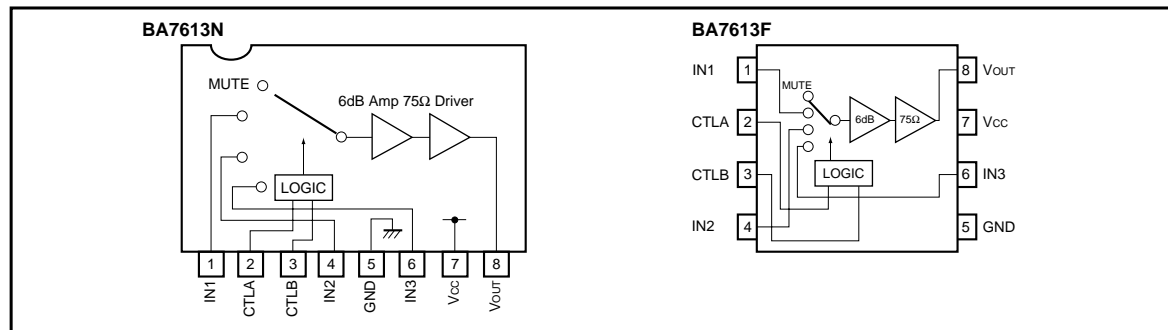 BA7613N
MUTE
6dB Amp 75Ω Driver
LOGIC
1
2
3
4
5
6
7
8
IN1
CTLA
CTLB
IN2
GND
IN3
VCC
VOUT
BA7613F
IN1
1
CTLA
2
CTLB
3
IN2
4
MUTE
6dB
75Ω
LOGIC
8
VOUT
7
VCC
6
IN3
5
GND